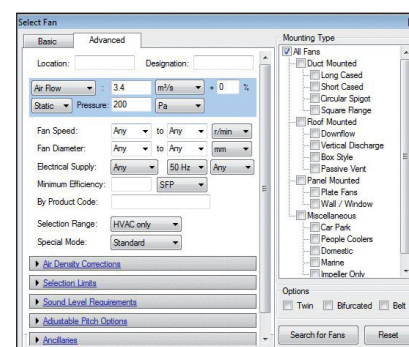 Select Fan
Basic Advanced
Location: Designation:
Air Flow : 3.4 m³/s + 0 %
Static Pressure: 200 Pa
Fan Speed: Any to Any r/min
Fan Diameter: Any to Any mm
Electrical Supply: Any 50 Hz Any
Minimum Efficiency: SFP
By Product Code:
Selection Range: HVAC only
Special Mode: Standard
Air Density Corrections
Selection Limits
Sound Level Requirements
Adjustable Pitch Options
Ancillaries
Mounting Type
All Fans
Duct Mounted
Long Cased
Short Cased
Circular Spigot
Square Flange
Roof Mounted
Downflow
Vertical Discharge
Box Style
Passive Vent
Panel Mounted
Plate Fans
Wall / Window
Miscellaneous
Car Park
People Coolers
Domestic
Marine
Impeller Only
Options
Twin Bifurcated Belt
Search for Fans Reset